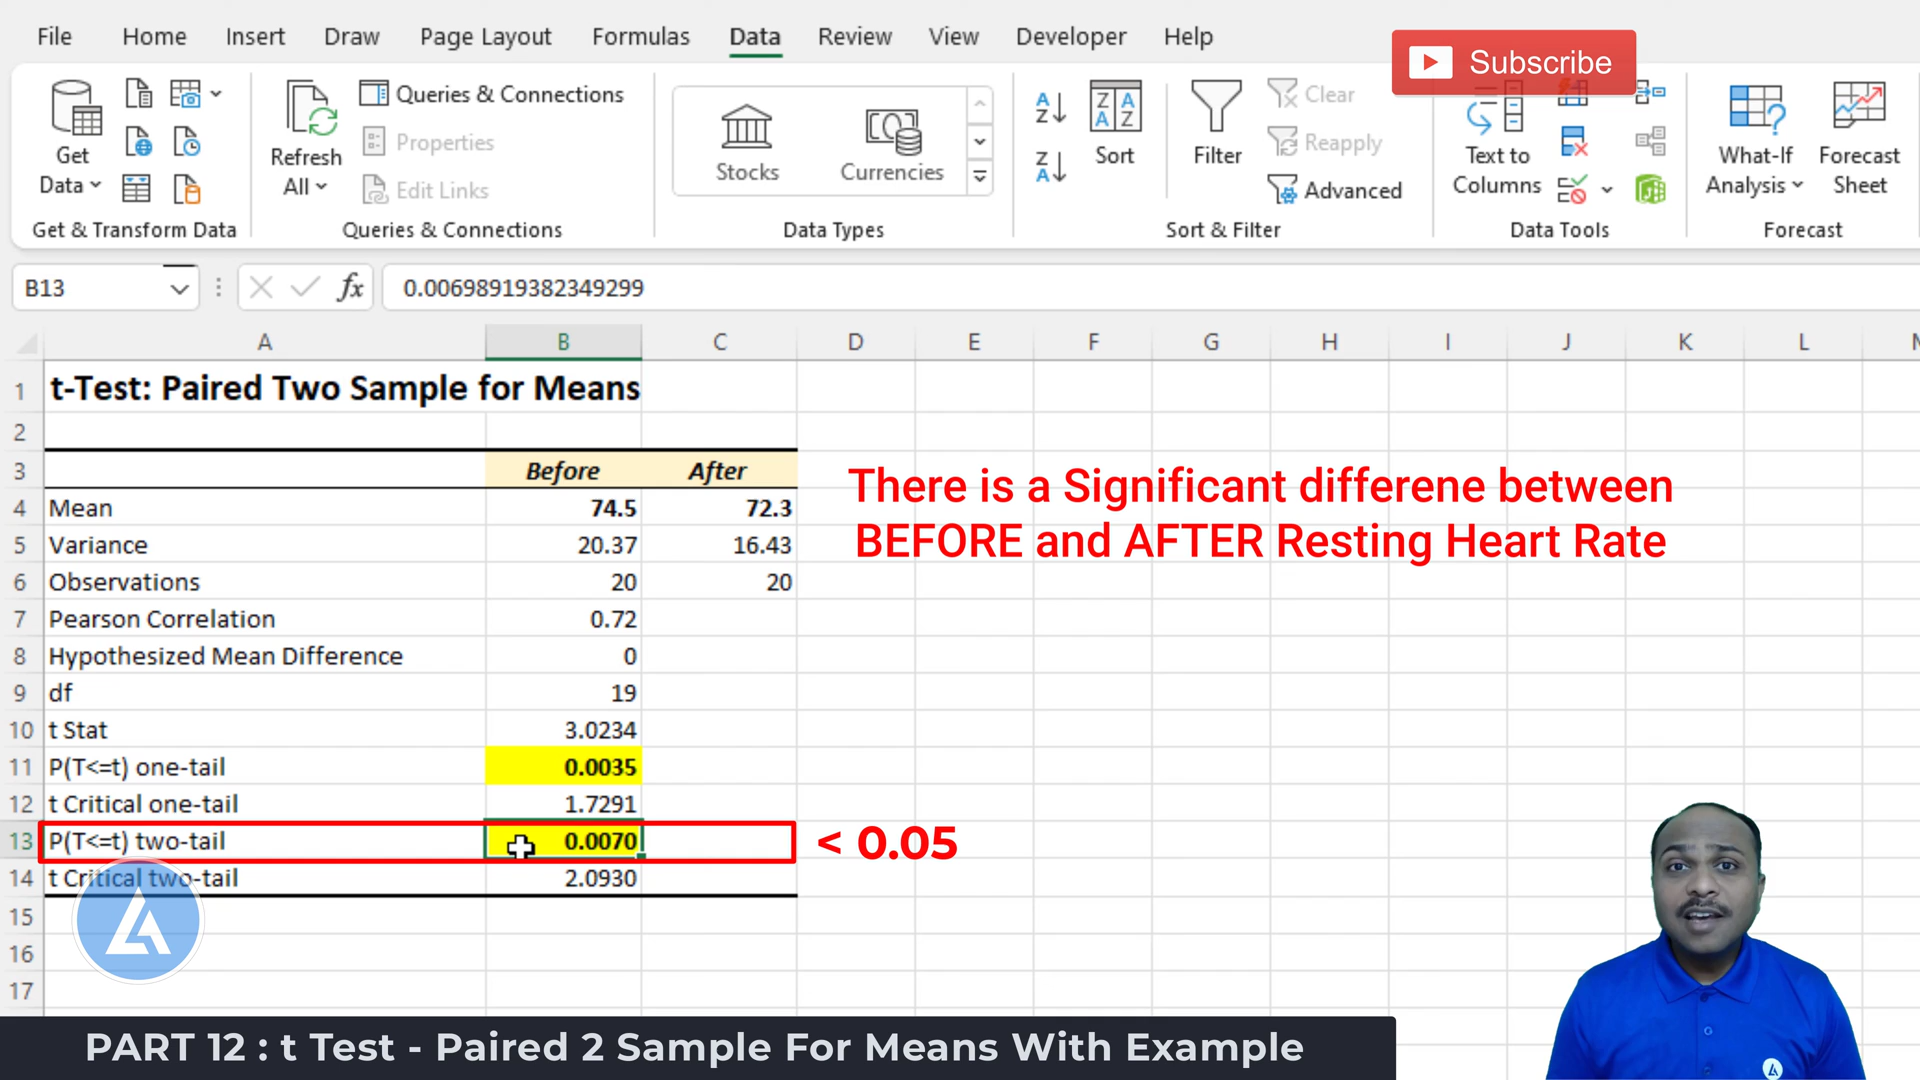 File Home Insert Draw Page Layout Formulas Data Review View Developer Help
Subscribe
Get Data
Refresh All
Queries & Connections
Properties
Edit Links
Stocks
Currencies
Sort
Filter
Clear
Reapply
Advanced
Text to Columns
What-If Analysis
Forecast Sheet
Get & Transform Data
Queries & Connections
Data Types
Sort & Filter
Data Tools
Forecast
B13 fx 0.00698919382349299
A B C D E F G H I J K L
1 t-Test: Paired Two Sample for Means
2
3 Before After
There is a Significant differene between
BEFORE and AFTER Resting Heart Rate
4 Mean 74.5 72.3
5 Variance 20.37 16.43
6 Observations 20 20
7 Pearson Correlation 0.72
8 Hypothesized Mean Difference 0
9 df 19
10 t Stat 3.0234
11 P(T<=t) one-tail 0.0035
12 t Critical one-tail 1.7291
13 P(T<=t) two-tail 0.0070 < 0.05
14 t Critical two-tail 2.0930
15
16
17
PART 12 : t Test - Paired 2 Sample For Means With Example